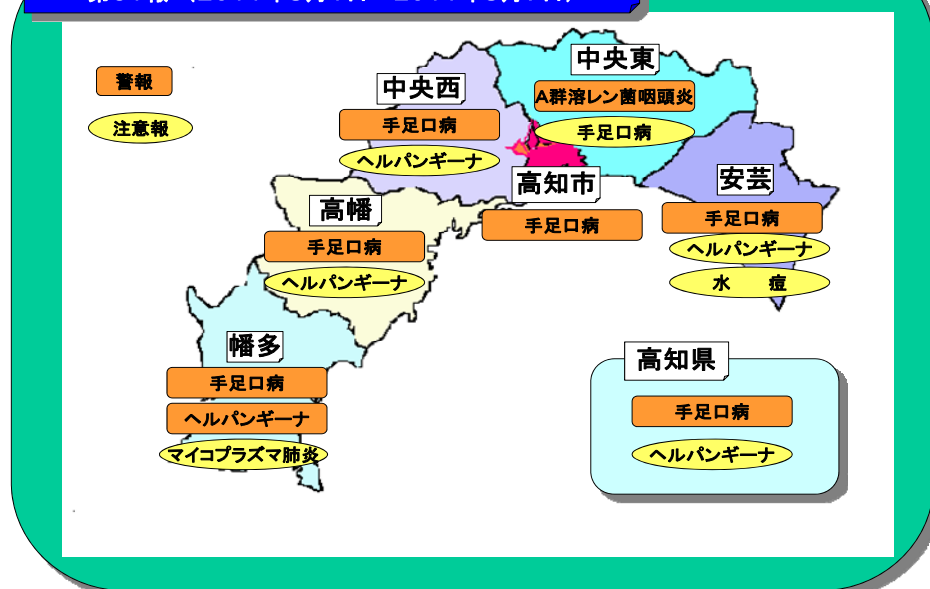 警報
注意報
中央東
A群溶レン菌咽頭炎
手足口病
中央西
手足口病
ヘルパンギーナ
高知市
手足口病
安芸
手足口病
ヘルパンギーナ
水 痘
高幡
手足口病
ヘルパンギーナ
幡多
手足口病
ヘルパンギーナ
マイコプラズマ肺炎
高知県
手足口病
ヘルパンギーナ